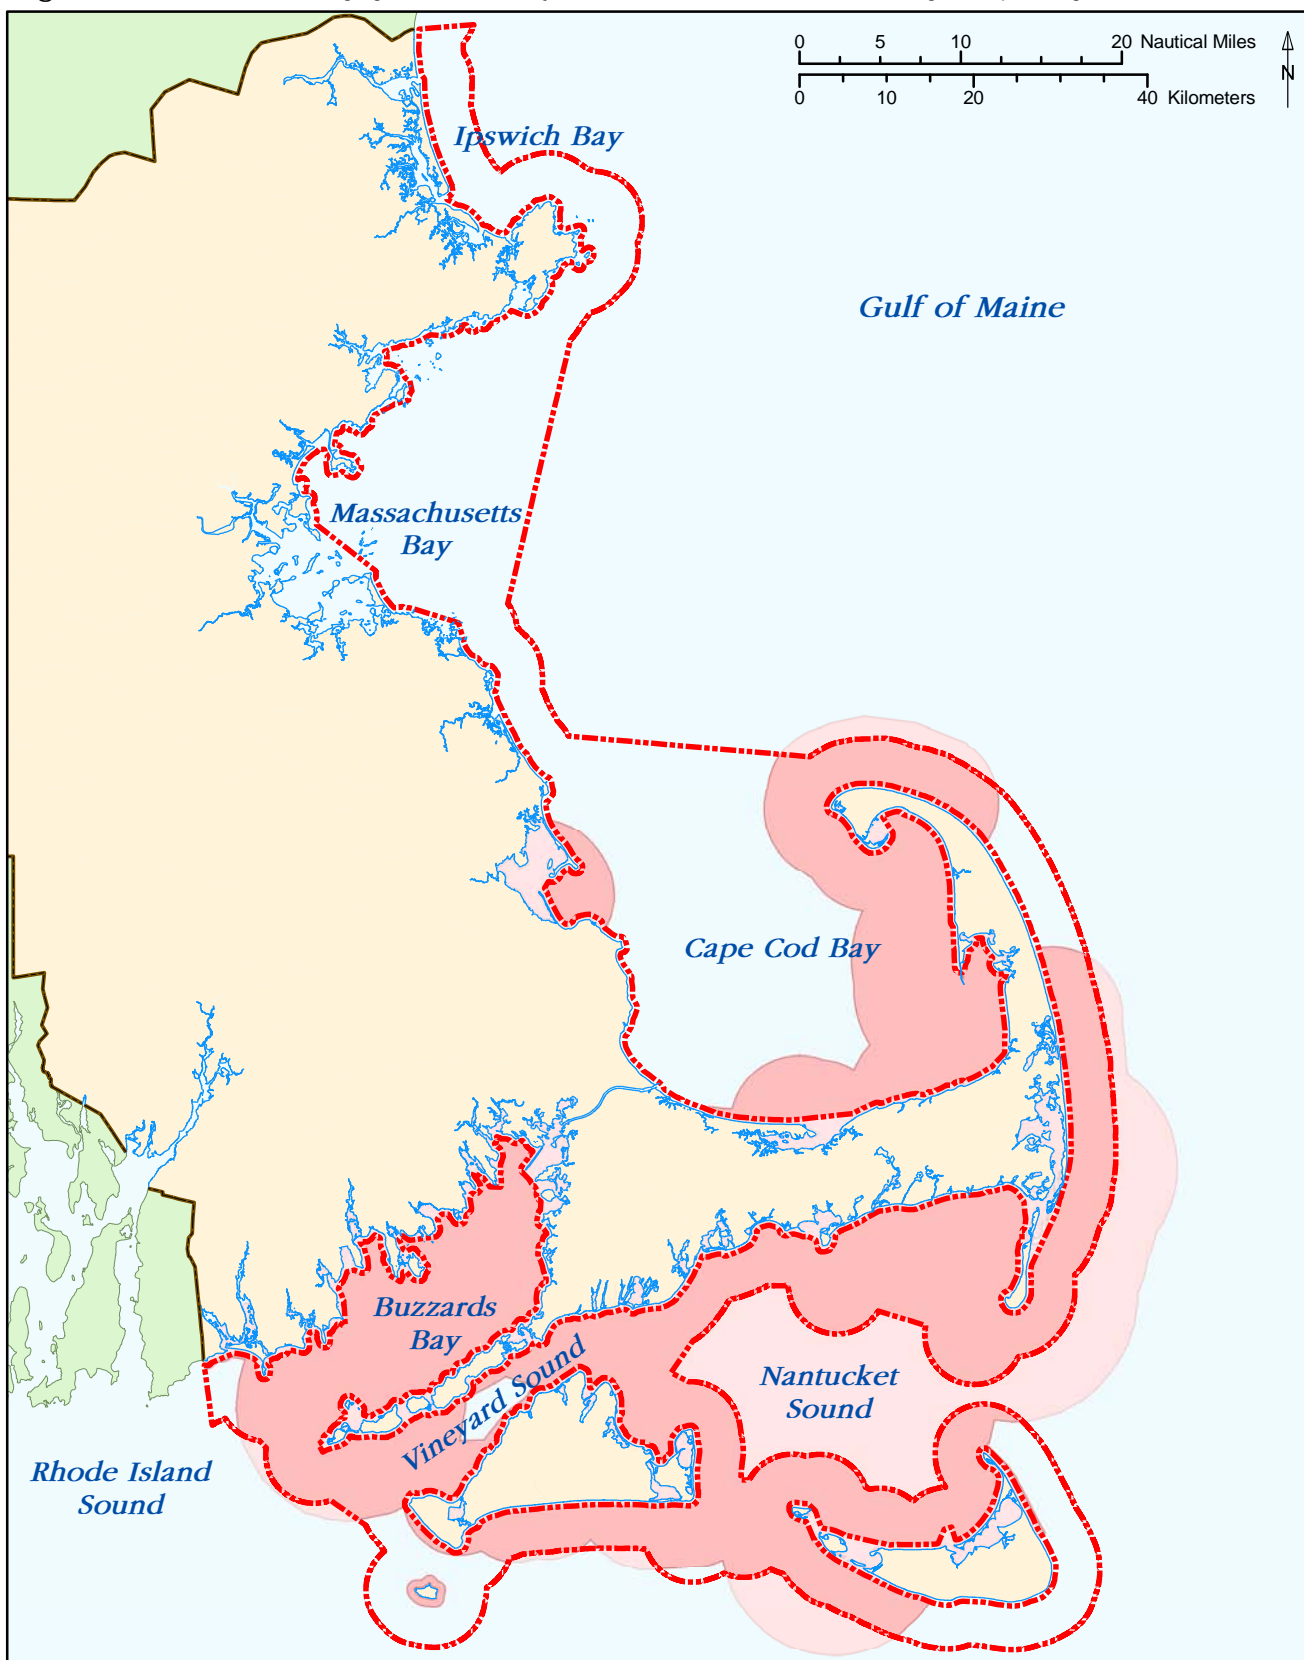 0 5 10 20 Nautical Miles
N
0 10 20 40 Kilometers
Ipswich Bay
Gulf of Maine
Massachusetts
Bay
Cape Cod Bay
Buzzards
Bay
Vineyard Sound
Nantucket
Sound
Rhode Island
Sound